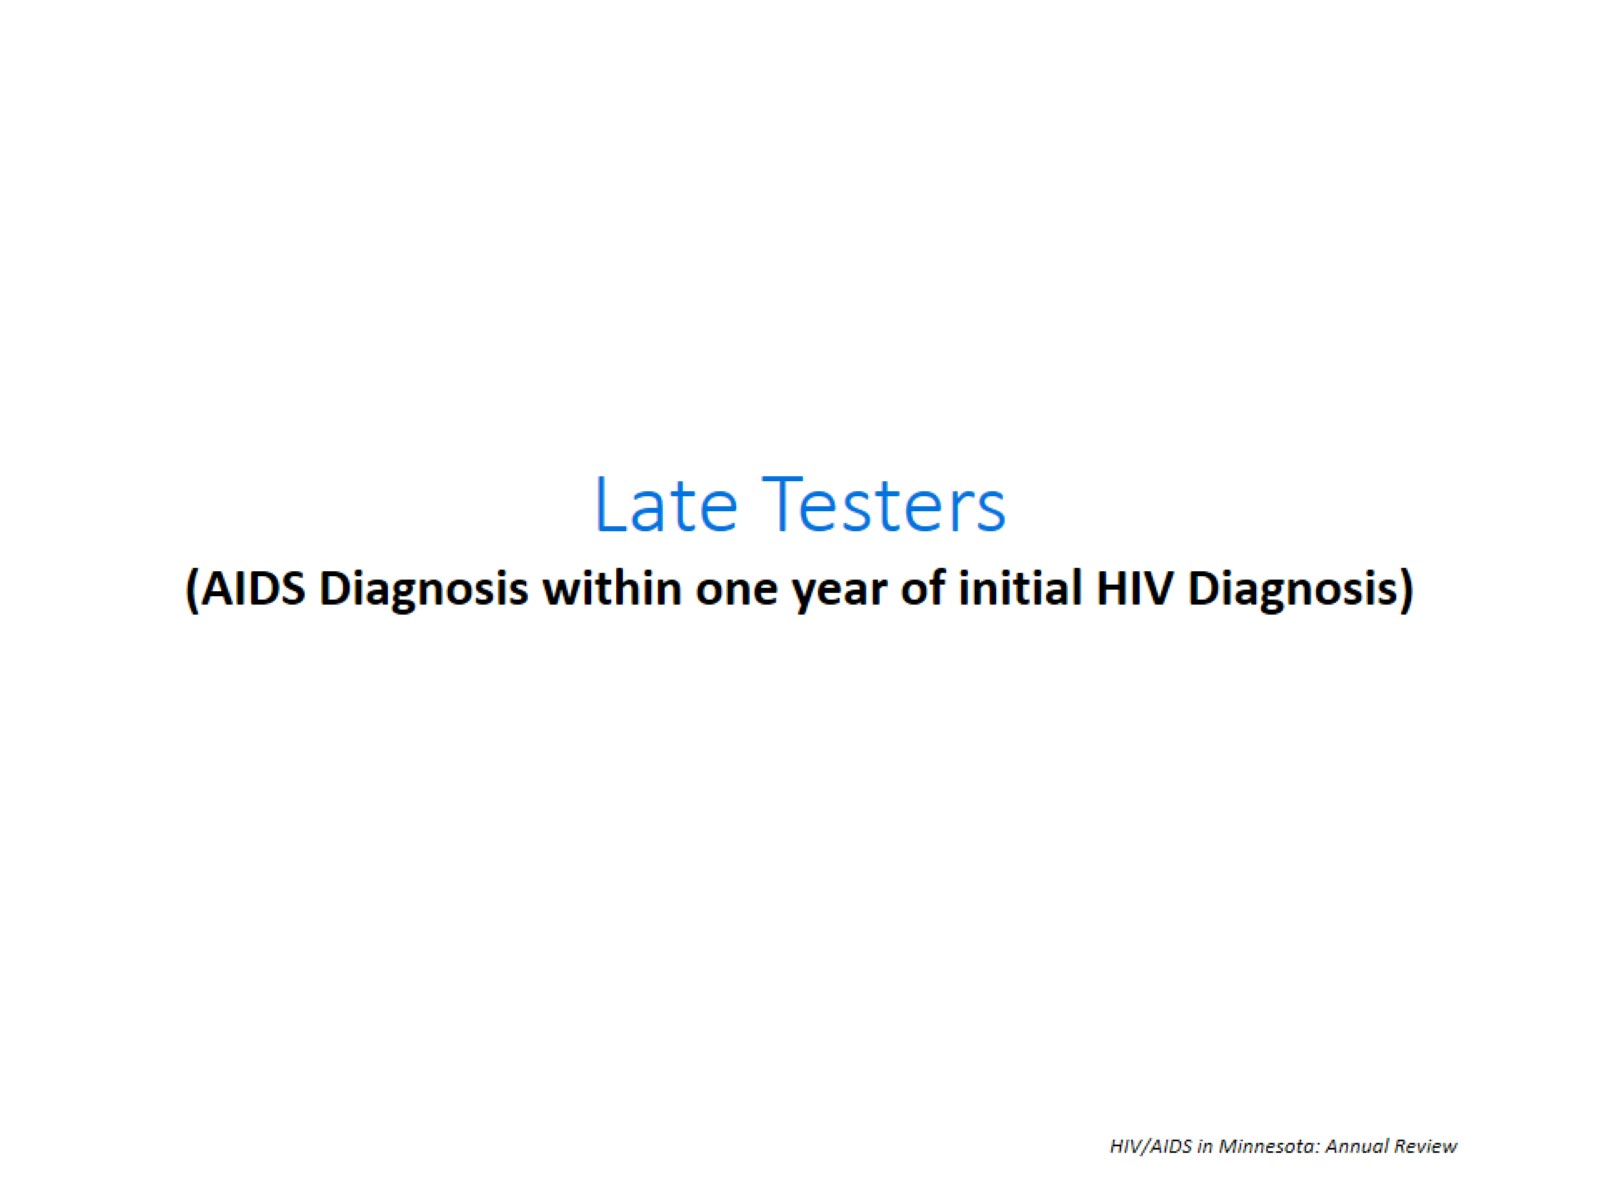 Late Testers
(AIDS Diagnosis within one year of initial HIV Diagnosis)
HIV/AIDS in Minnesota: Annual Review